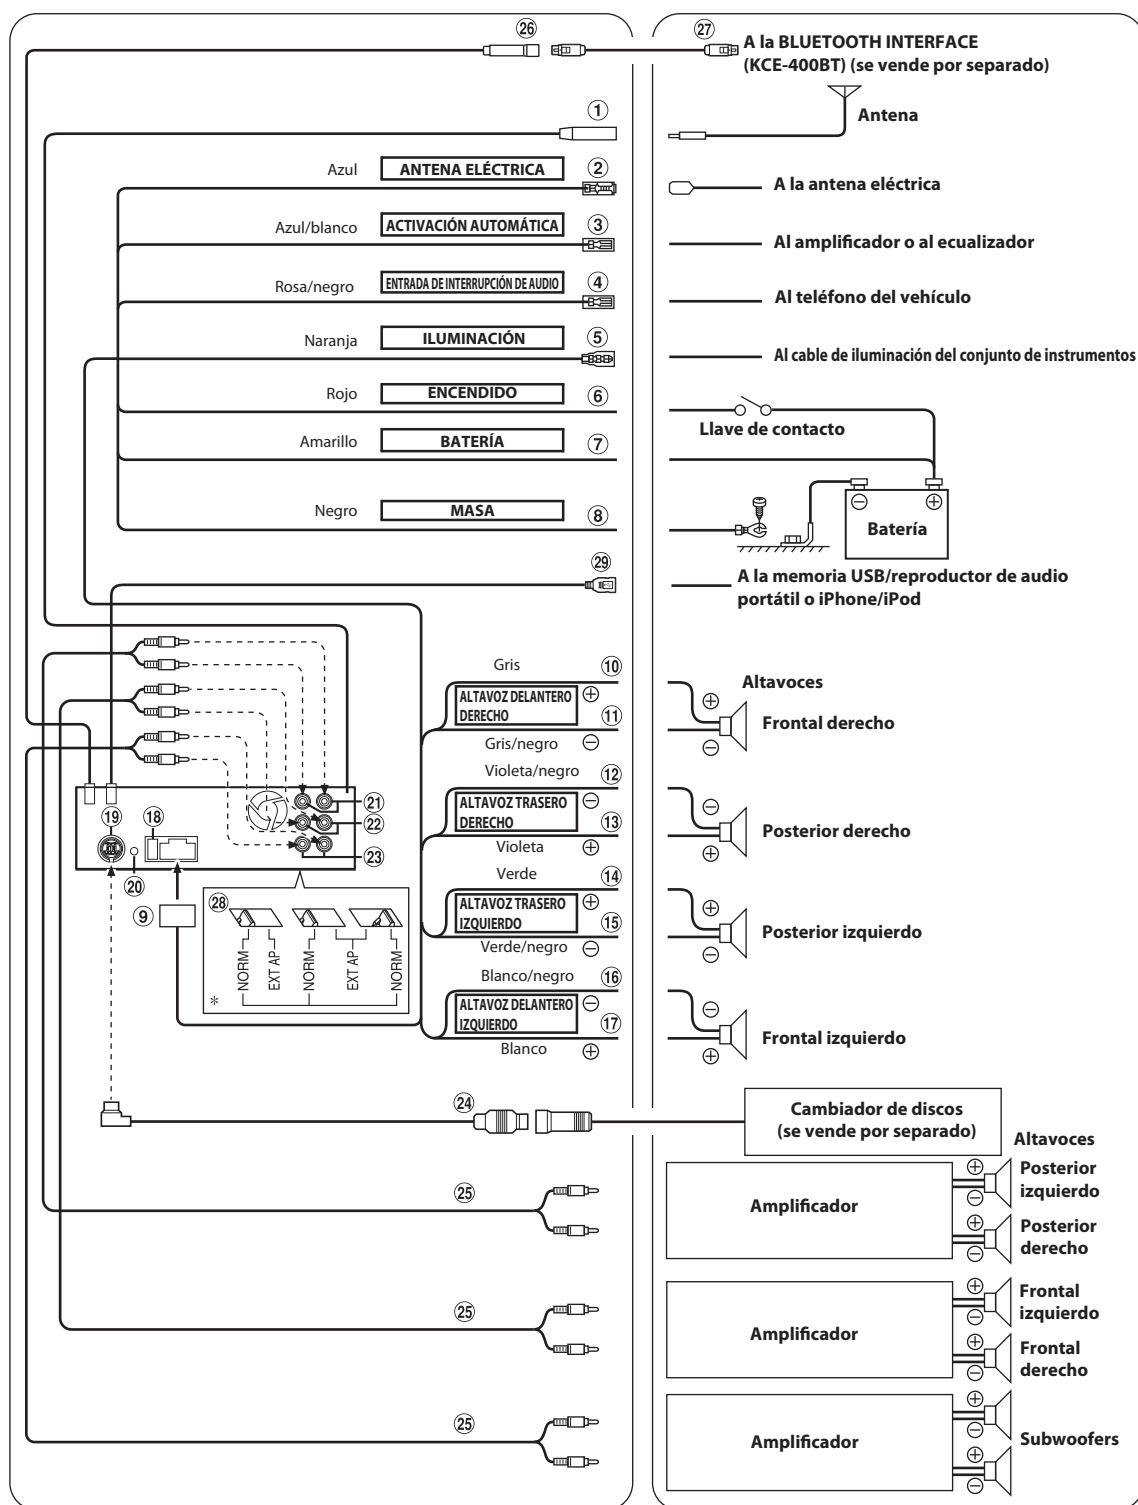 26
27
A la BLUETOOTH INTERFACE
(KCE-400BT) (se vende por separado)
1
Antena
Azul
ANTENA ELÉCTRICA
2
A la antena eléctrica
Azul/blanco
ACTIVACIÓN AUTOMÁTICA
3
Al amplificador o al ecualizador
Rosa/negro
ENTRADA DE INTERRUPCIÓN DE AUDIO
4
Al teléfono del vehículo
Naranja
ILUMINACIÓN
5
Al cable de iluminación del conjunto de instrumentos
Rojo
ENCENDIDO
6
Llave de contacto
Amarillo
BATERÍA
7
Negro
MASA
8
⊖
⊕
Batería
29
A la memoria USB/reproductor de audio
portátil o iPhone/iPod
Gris
10
ALTAVOZ DELANTERO
DERECHO
⊕
11
Gris/negro
⊖
Altavoces
⊕
Frontal derecho
⊖
Violeta/negro
12
ALTAVOZ TRASERO
DERECHO
⊖
13
Violeta
⊕
⊖
Posterior derecho
⊕
21
22
23
19
18
20
9
28
NORM
EXT AP
NORM
EXT AP
NORM
*
Verde
14
ALTAVOZ TRASERO
IZQUIERDO
⊕
15
Verde/negro
⊖
⊕
Posterior izquierdo
⊖
Blanco/negro
16
ALTAVOZ DELANTERO
IZQUIERDO
⊖
17
Blanco
⊕
⊖
Frontal izquierdo
⊕
24
Cambiador de discos
(se vende por separado)
Altavoces
25
Amplificador
⊕
⊖
Posterior
izquierdo
⊕
⊖
Posterior
derecho
25
Amplificador
⊕
⊖
Frontal
izquierdo
⊕
⊖
Frontal
derecho
25
Amplificador
⊕
⊖
⊕
⊖
Subwoofers